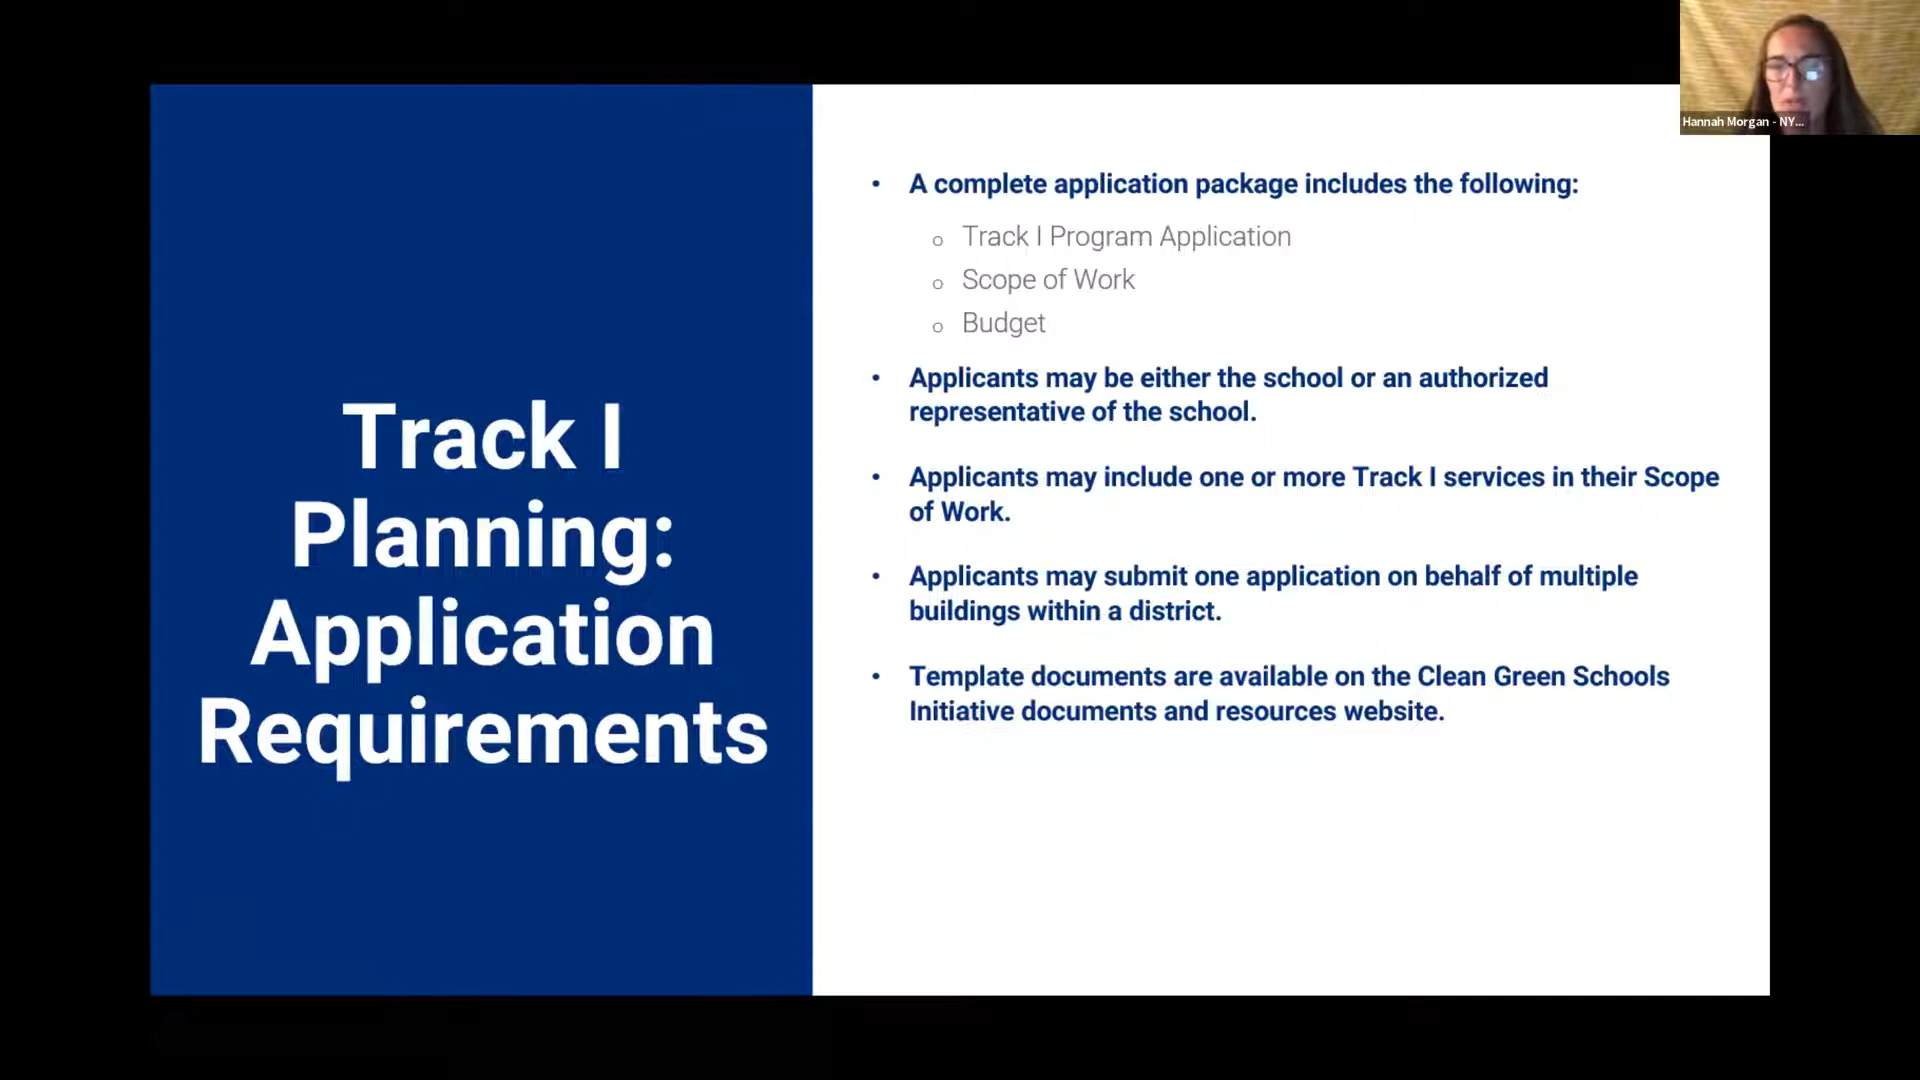 Hannah Morgan - NY...
Track I
Planning:
Application
Requirements
• A complete application package includes the following:
o Track I Program Application
o Scope of Work
o Budget
• Applicants may be either the school or an authorized
representative of the school.
• Applicants may include one or more Track I services in their Scope
of Work.
• Applicants may submit one application on behalf of multiple
buildings within a district.
• Template documents are available on the Clean Green Schools
Initiative documents and resources website.